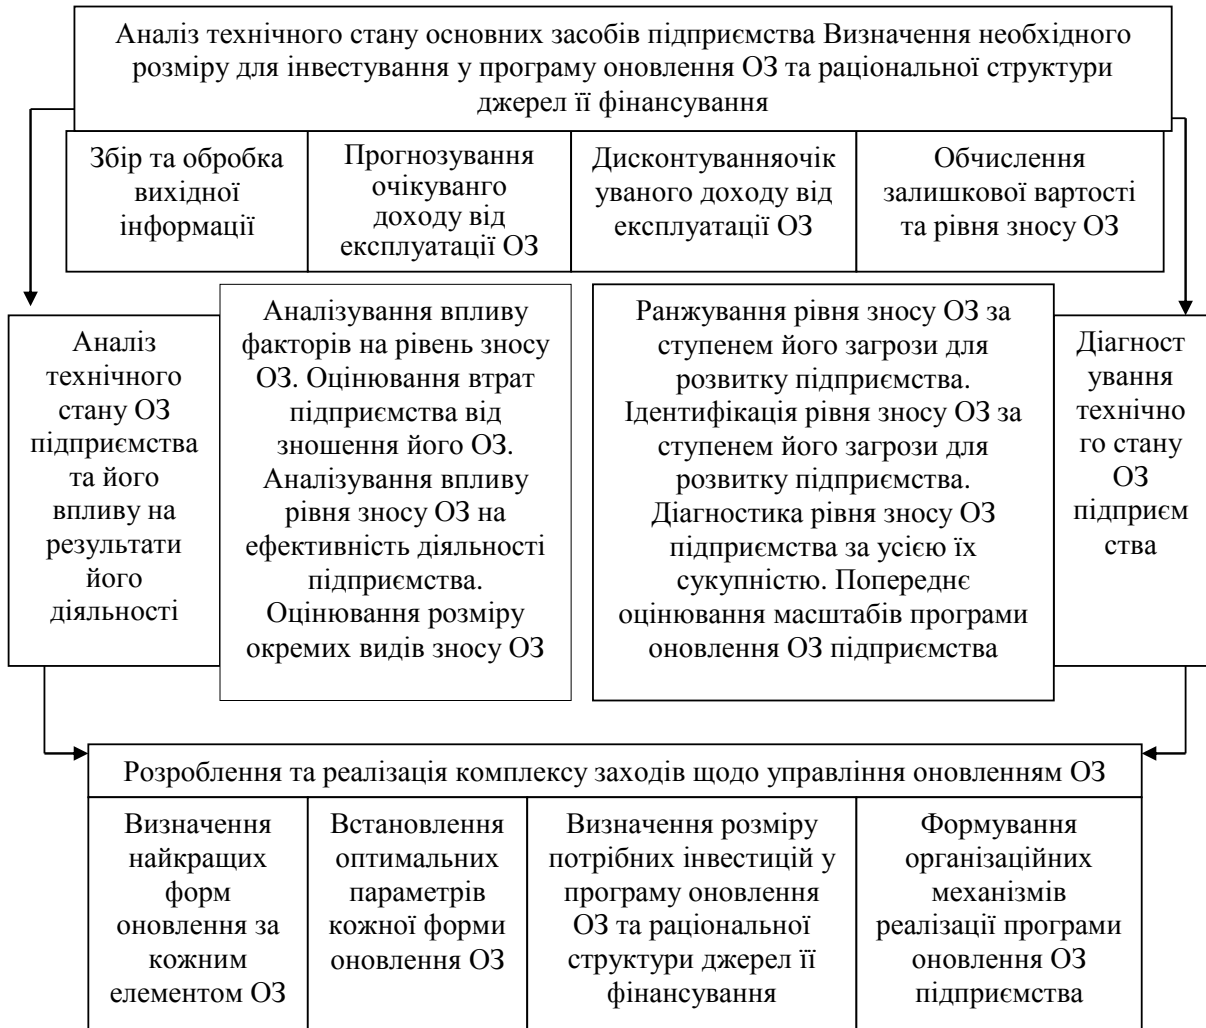 Аналіз технічного стану основних засобів підприємства Визначення необхідного
розміру для інвестування у програму оновлення ОЗ та раціональної структури
джерел її фінансування
Збір та обробка
вихідної
інформації
Прогнозування
очікуванго
доходу від
експлуатації ОЗ
Дисконтуванняочік
уваного доходу від
експлуатації ОЗ
Обчислення
залишкової вартості
та рівня зносу ОЗ
Аналіз
технічного
стану ОЗ
підприємства
та його
впливу на
результати
його
діяльності
Аналізування впливу
факторів на рівень зносу
ОЗ. Оцінювання втрат
підприємства від
зношення його ОЗ.
Аналізування впливу
рівня зносу ОЗ на
ефективність діяльності
підприємства.
Оцінювання розміру
окремих видів зносу ОЗ
Ранжування рівня зносу ОЗ за
ступенем його загрози для
розвитку підприємства.
Ідентифікація рівня зносу ОЗ за
ступенем його загрози для
розвитку підприємства.
Діагностика рівня зносу ОЗ
підприємства за усією їх
сукупністю. Попереднє
оцінювання масштабів програми
оновлення ОЗ підприємства
Діагност
ування
технічно
го стану
ОЗ
підприєм
ства
Розроблення та реалізація комплексу заходів щодо управління оновленням ОЗ
Визначення
найкращих
форм
оновлення за
кожним
елементом ОЗ
Встановлення
оптимальних
параметрів
кожної форми
оновлення ОЗ
Визначення розміру
потрібних інвестицій у
програму оновлення
ОЗ та раціональної
структури джерел її
фінансування
Формування
організаційних
механізмів
реалізації програми
оновлення ОЗ
підприємства